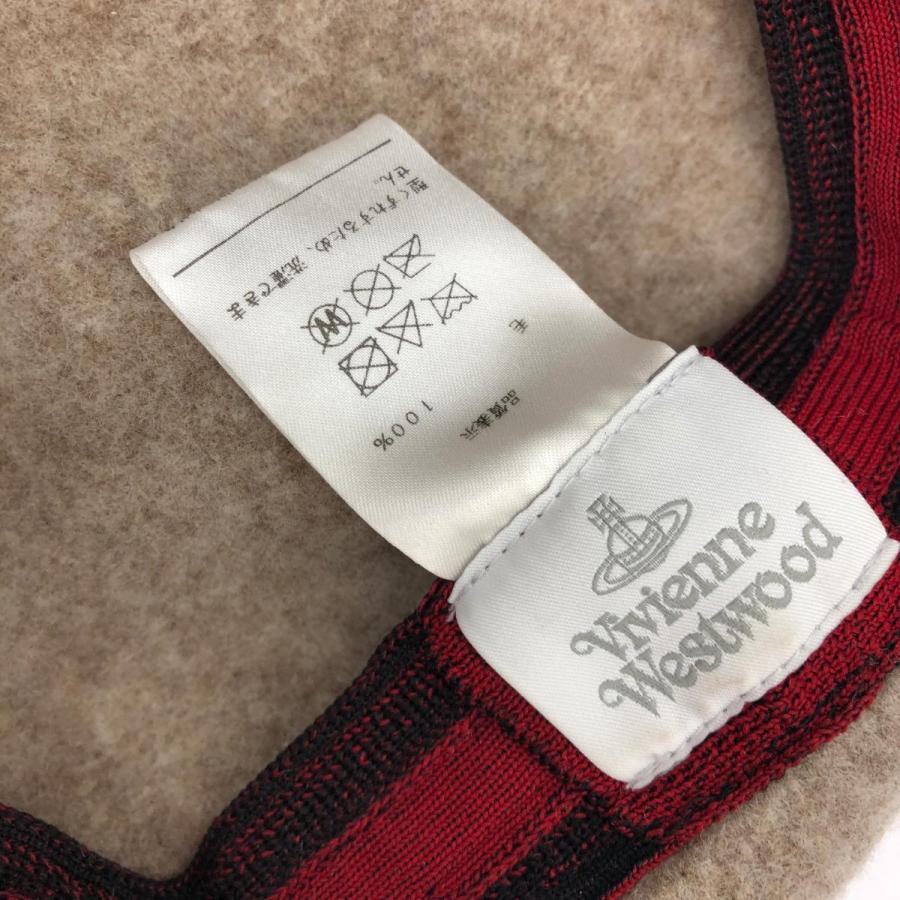 品質表示
毛 100%
型くずれするため、洗濯できま
せん。
W
Vivienne
Westwood